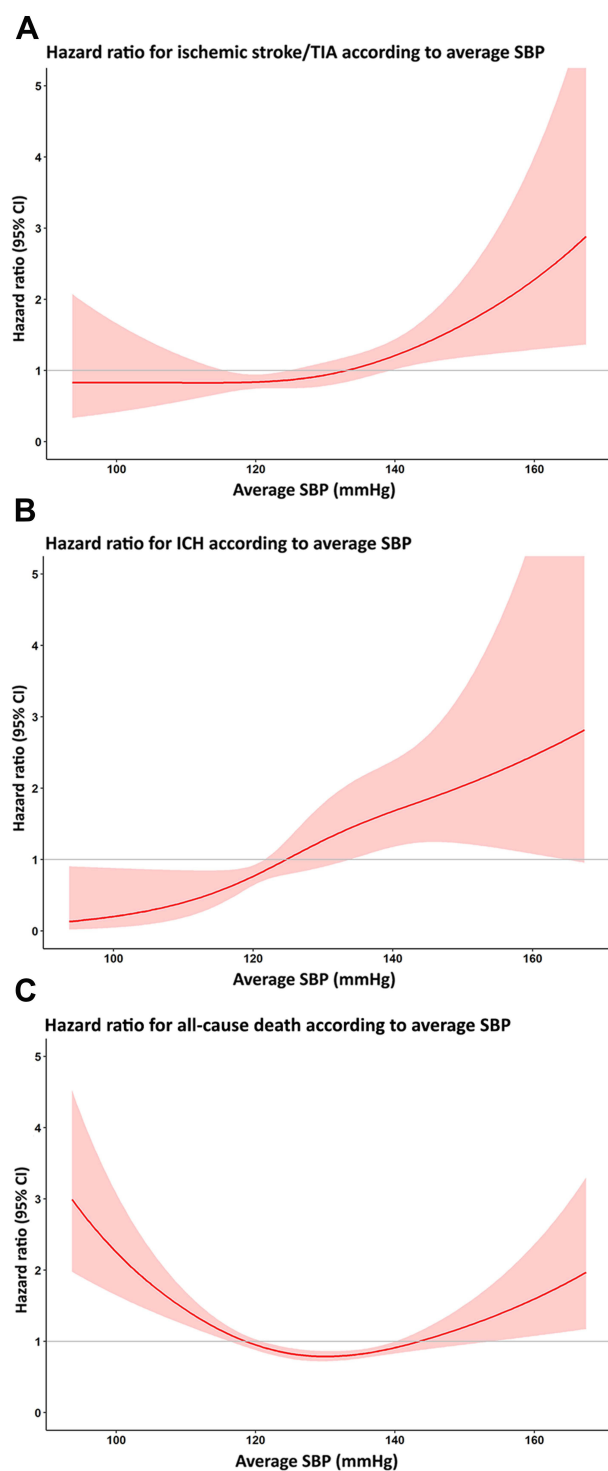 A
Hazard ratio for ischemic stroke/TIA according to average SBP
5
4
3
2
1
0
Hazard ratio (95% CI)
100 120 140 160
Average SBP (mmHg)
B
Hazard ratio for ICH according to average SBP
5
4
3
2
1
0
Hazard ratio (95% CI)
100 120 140 160
Average SBP (mmHg)
C
Hazard ratio for all-cause death according to average SBP
5
4
3
2
1
0
Hazard ratio (95% CI)
100 120 140 160
Average SBP (mmHg)